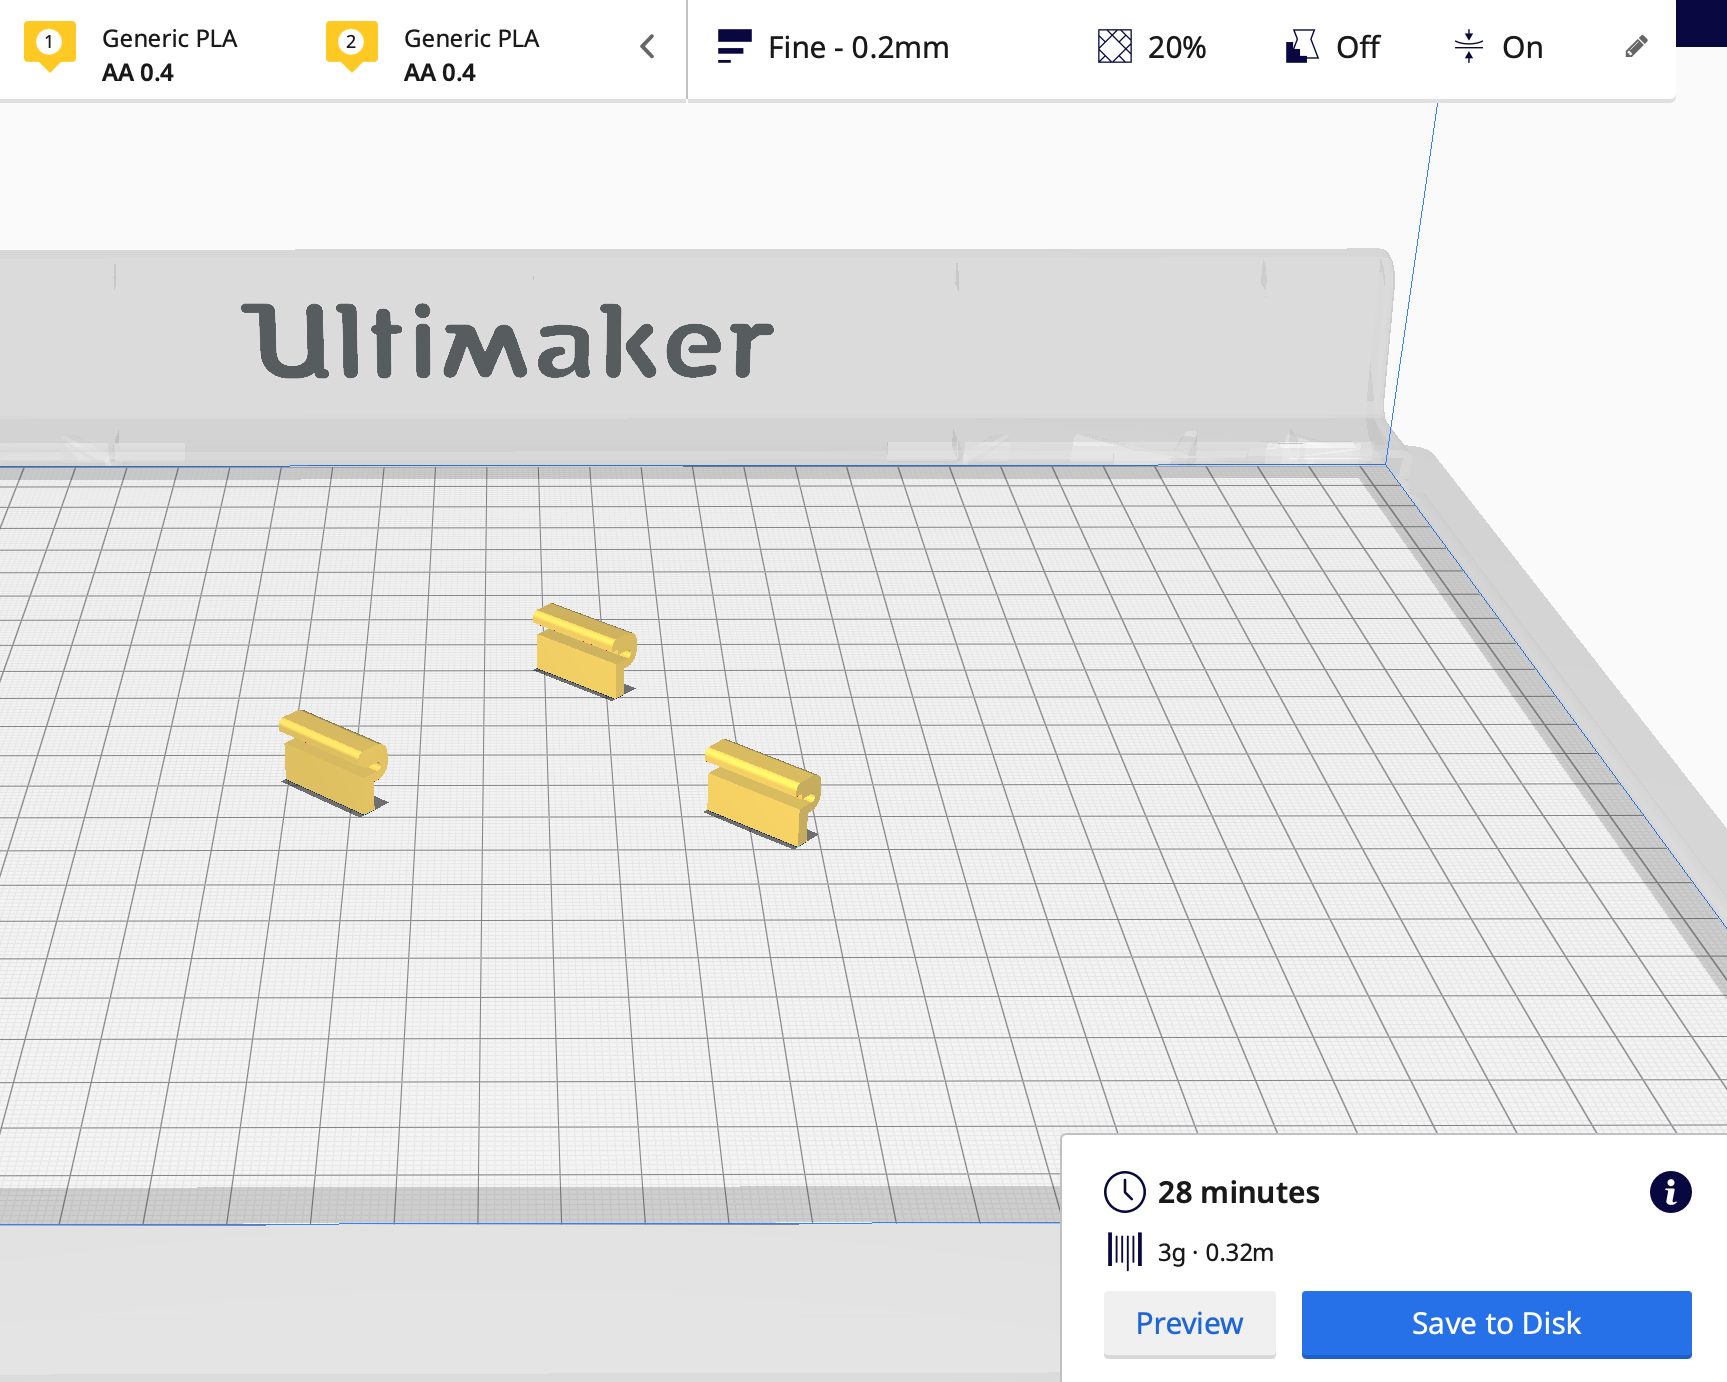 1
Generic PLA
AA 0.4
2
Generic PLA
AA 0.4
Fine - 0.2mm
20%
Off
On
Ultimaker
28 minutes
i
3g · 0.32m
Preview
Save to Disk